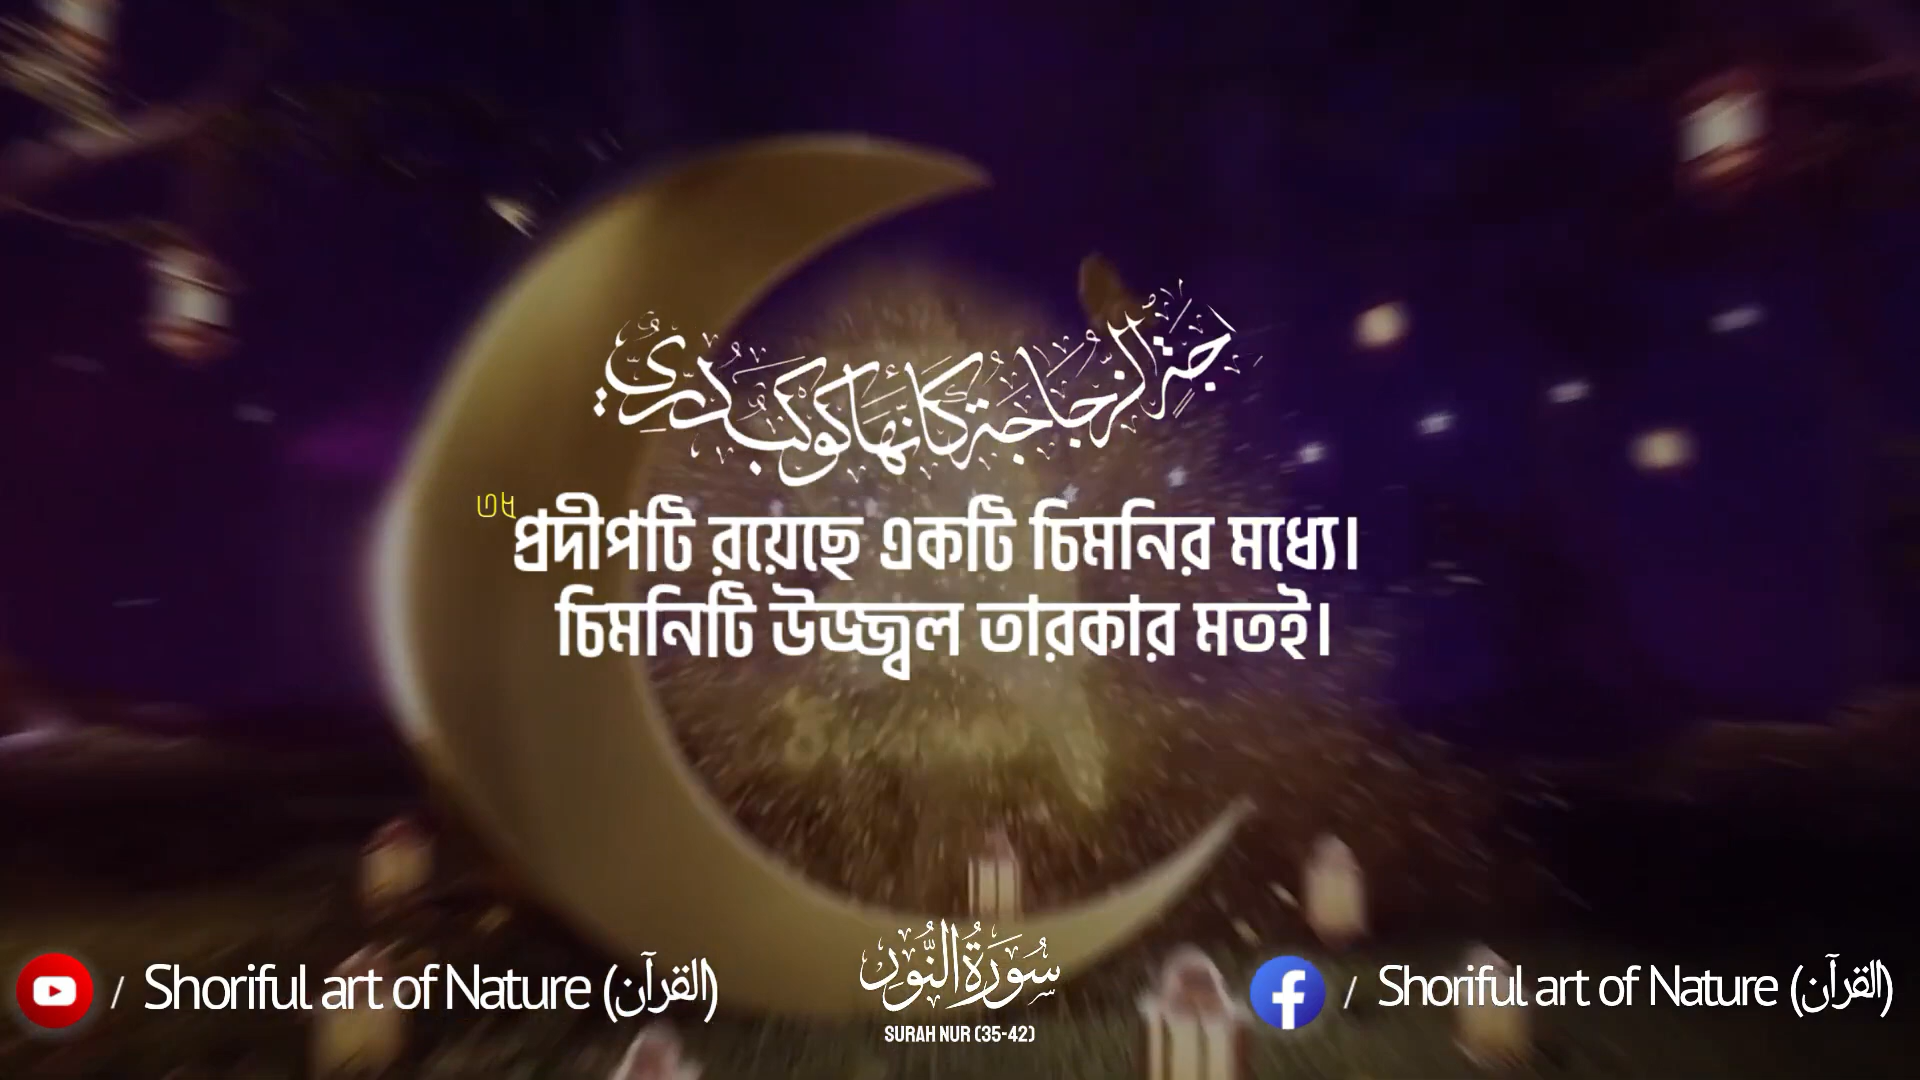 جَةٍ الزُّجَاجَةُ كَأَنَّهَا كَوْكَبٌ دُرِّيٌّ
৩৫
প্রদীপটি রয়েছে একটি চিমনির মধ্যে।
চিমনিটি উজ্জ্বল তারকার মতই।
سُورَةُ النُّور
SURAH NUR (35-42)
/ Shoriful art of Nature (القرآن)
/ Shoriful art of Nature (القرآن)